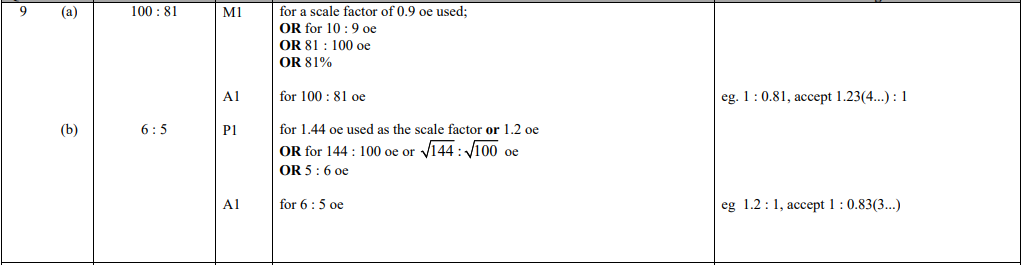 9 (a) 100 : 81 M1 for a scale factor of 0.9 oe used;
OR for 10 : 9 oe
OR 81 : 100 oe
OR 81%
A1 for 100 : 81 oe eg. 1 : 0.81, accept 1.23(4...) : 1
(b) 6 : 5 P1 for 1.44 oe used as the scale factor or 1.2 oe
OR for 144 : 100 oe or √144 : √100 oe
OR 5 : 6 oe
A1 for 6 : 5 oe eg 1.2 : 1, accept 1 : 0.83(3...)